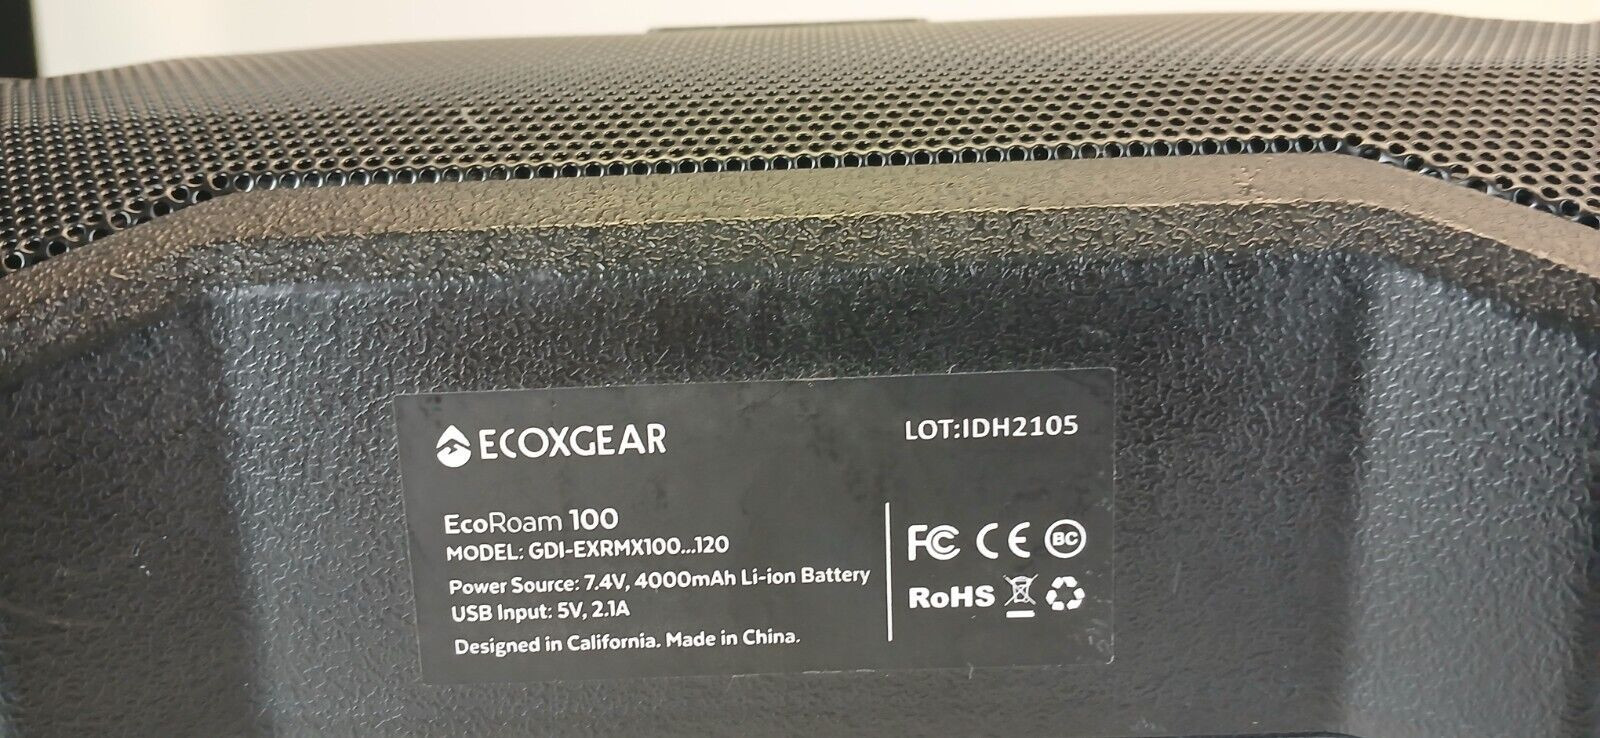 ECOXGEAR
LOT:IDH2105
EcoRoam 100
MODEL: GDI-EXRMX100...120
Power Source: 7.4V, 4000mAh Li-ion Battery
USB Input: 5V, 2.1A
Designed in California. Made in China.
FC CE BC
RoHS